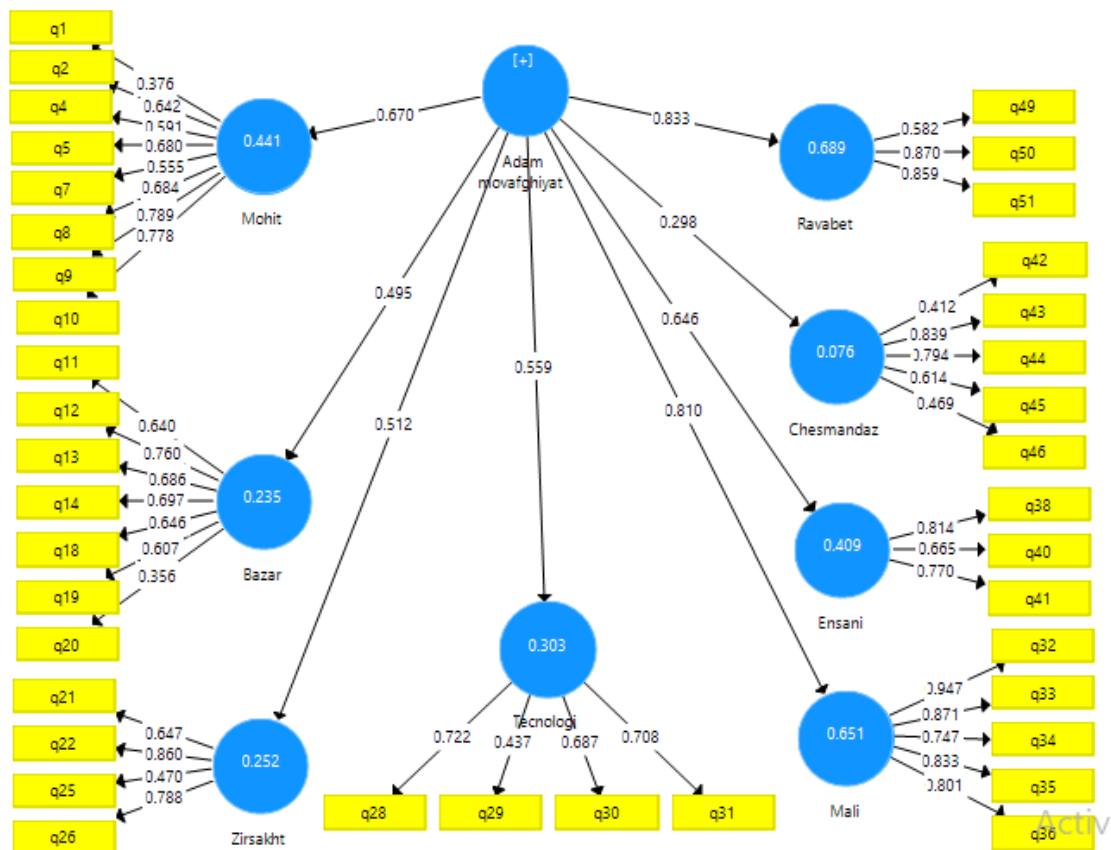 q1
q2
q4
q5
q7
q8
q9
q10
0.376
0.642
0.591
0.680
0.555
0.684
0.789
0.778
0.441
Mohit
0.670
[+]
Adam
movafghiyat
0.833
0.689
Ravabet
0.582
0.870
0.859
q49
q50
q51
0.298
0.076
Chesmandaz
0.412
0.839
0.794
0.614
0.469
q42
q43
q44
q45
q46
0.495
0.512
0.559
0.646
0.810
q11
q12
q13
q14
q18
q19
q20
0.640
0.760
0.686
0.697
0.646
0.607
0.356
0.235
Bazar
0.409
Ensani
0.814
0.665
0.770
q38
q40
q41
q21
q22
q25
q26
0.647
0.860
0.470
0.788
0.252
Zirsakht
0.303
Tecnologi
0.722
0.437
0.687
0.708
q28
q29
q30
q31
0.651
Mali
0.947
0.871
0.747
0.833
0.801
q32
q33
q34
q35
q36
Activ